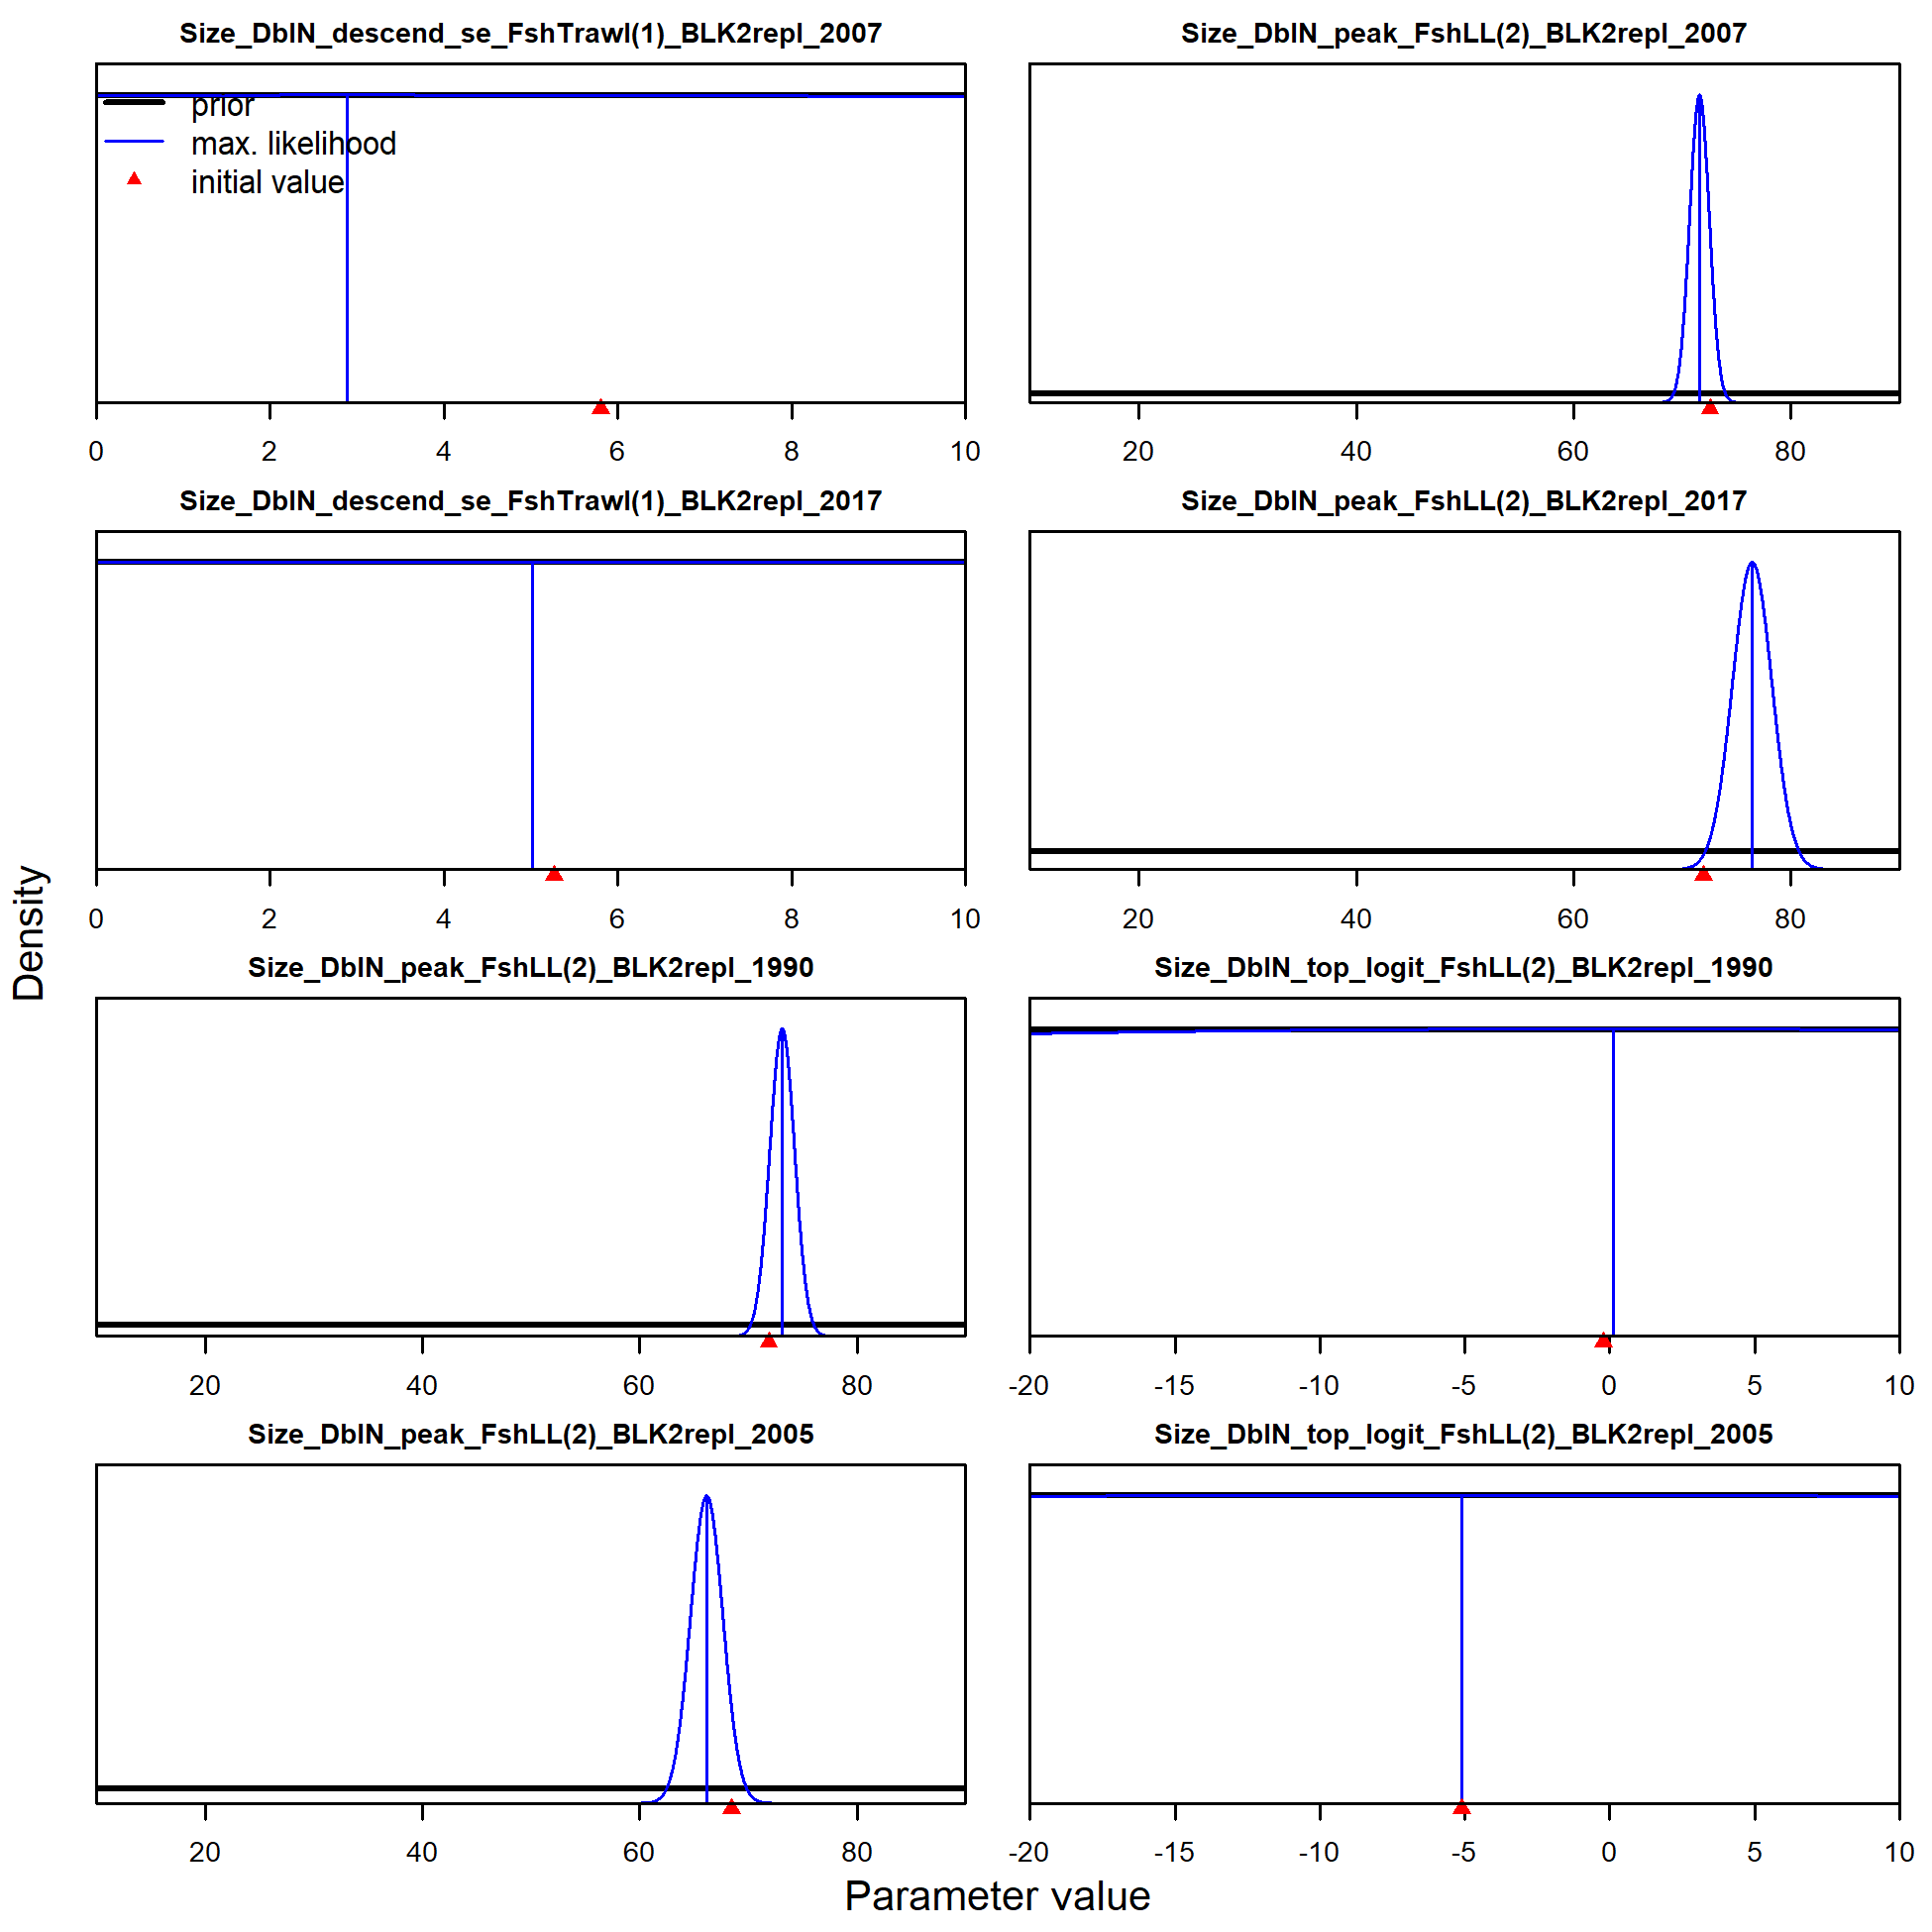 Size_DblN_descend_se_FshTrawl(1)_BLK2repl_2007
prior
max. likelihood
initial value
0 2 4 6 8 10
Size_DblN_peak_FshLL(2)_BLK2repl_2007
20 40 60 80
Size_DblN_descend_se_FshTrawl(1)_BLK2repl_2017
0 2 4 6 8 10
Size_DblN_peak_FshLL(2)_BLK2repl_2017
20 40 60 80
Size_DblN_peak_FshLL(2)_BLK2repl_1990
20 40 60 80
Size_DblN_top_logit_FshLL(2)_BLK2repl_1990
-20 -15 -10 -5 0 5 10
Size_DblN_peak_FshLL(2)_BLK2repl_2005
20 40 60 80
Size_DblN_top_logit_FshLL(2)_BLK2repl_2005
-20 -15 -10 -5 0 5 10
Density
Parameter value